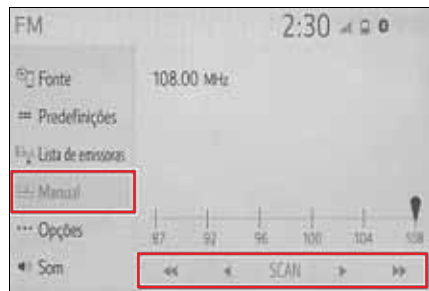 FM 2:30
Fonte
108.00 MHz
Predefinições
Lista de emissoras
Manual
Opções
87 92 96 100 104 108
Som
SCAN